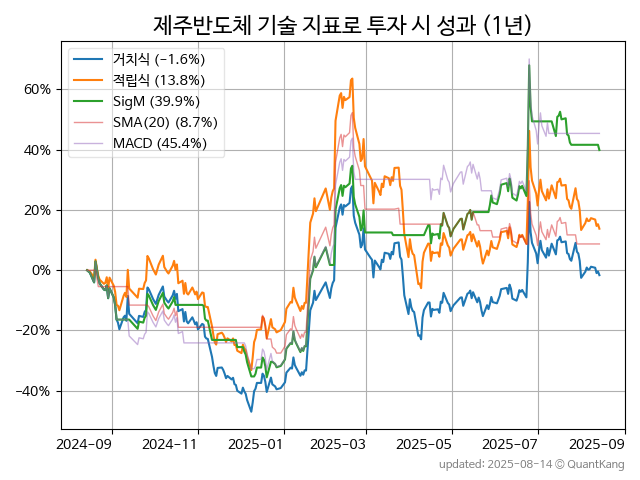 제주반도체 기술 지표로 투자 시 성과 (1년)
거치식 (-1.6%)
적립식 (13.8%)
SigM (39.9%)
SMA(20) (8.7%)
MACD (45.4%)
60%
40%
20%
0%
−20%
−40%
2024-09
2024-11
2025-01
2025-03
2025-05
2025-07
2025-09
updated: 2025-08-14 © QuantKang